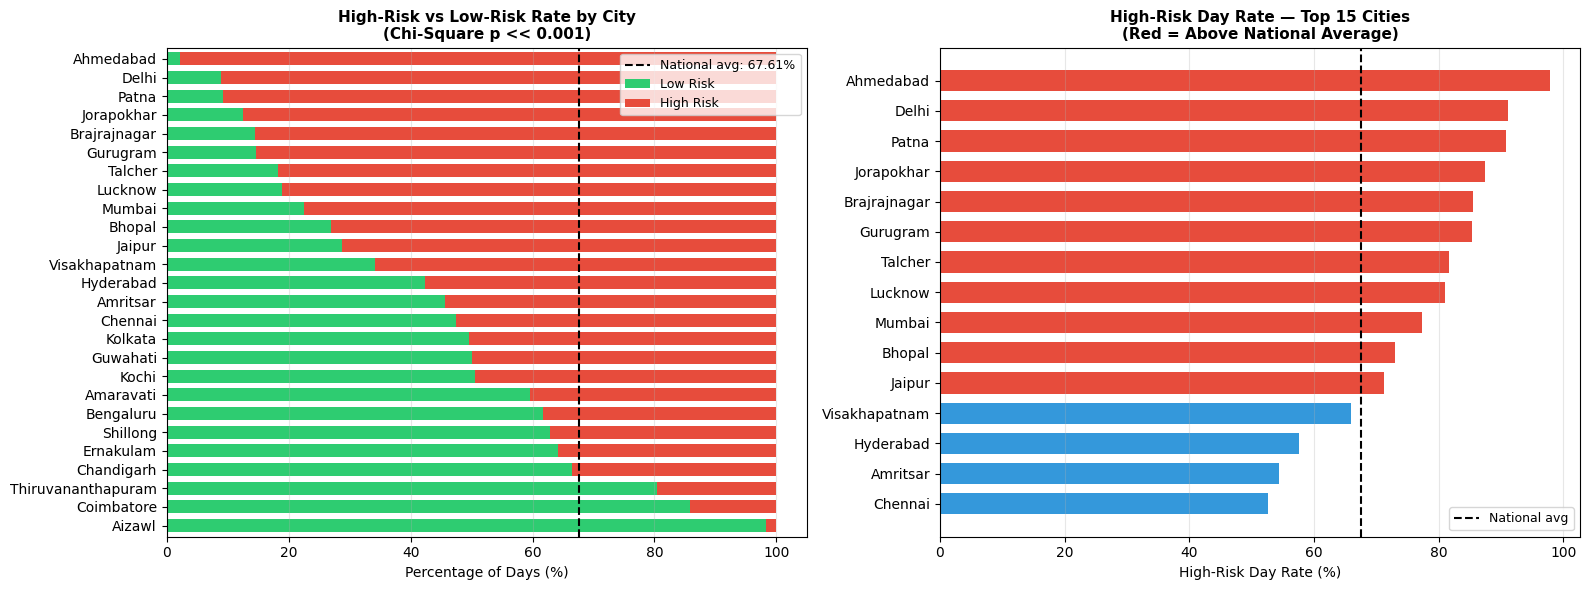 High-Risk vs Low-Risk Rate by City
(Chi-Square p << 0.001)
Ahmedabad
Delhi
Patna
Jorapokhar
Brajrajnagar
Gurugram
Talcher
Lucknow
Mumbai
Bhopal
Jaipur
Visakhapatnam
Hyderabad
Amritsar
Chennai
Kolkata
Guwahati
Kochi
Amaravati
Bengaluru
Shillong
Ernakulam
Chandigarh
Thiruvananthapuram
Coimbatore
Aizawl
National avg: 67.61%
Low Risk
High Risk
0 20 40 60 80 100
Percentage of Days (%)
High-Risk Day Rate — Top 15 Cities
(Red = Above National Average)
Ahmedabad
Delhi
Patna
Jorapokhar
Brajrajnagar
Gurugram
Talcher
Lucknow
Mumbai
Bhopal
Jaipur
Visakhapatnam
Hyderabad
Amritsar
Chennai
National avg
0 20 40 60 80 100
High-Risk Day Rate (%)